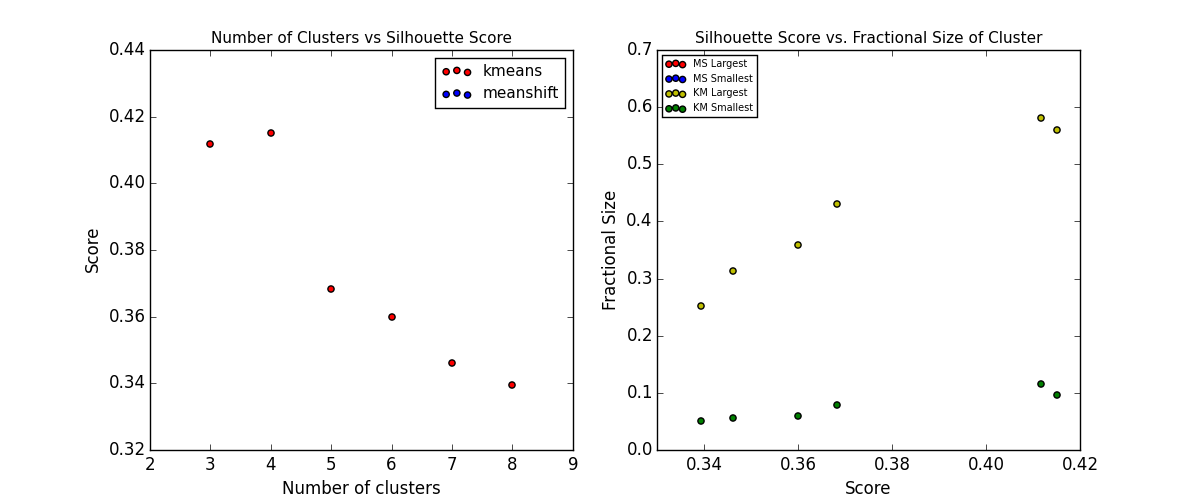 Number of Clusters vs Silhouette Score
0.44
0.42
0.40
0.38
0.36
0.34
0.32
Score
kmeans
meanshift
2 3 4 5 6 7 8 9
Number of clusters
Silhouette Score vs. Fractional Size of Cluster
0.7
0.6
0.5
0.4
0.3
0.2
0.1
0.0
Fractional Size
MS Largest
MS Smallest
KM Largest
KM Smallest
0.34 0.36 0.38 0.40 0.42
Score